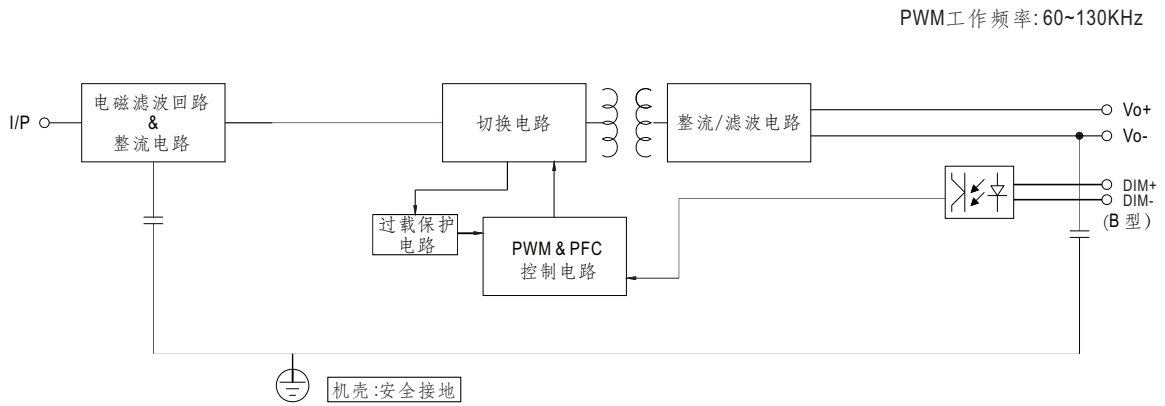 PWM工作频率:60~130KHz
I/P
电磁滤波回路
&
整流电路
切换电路
整流/滤波电路
Vo+
Vo-
DIM+
DIM-
(B 型)
过载保护
电路
PWM & PFC
控制电路
机壳:安全接地